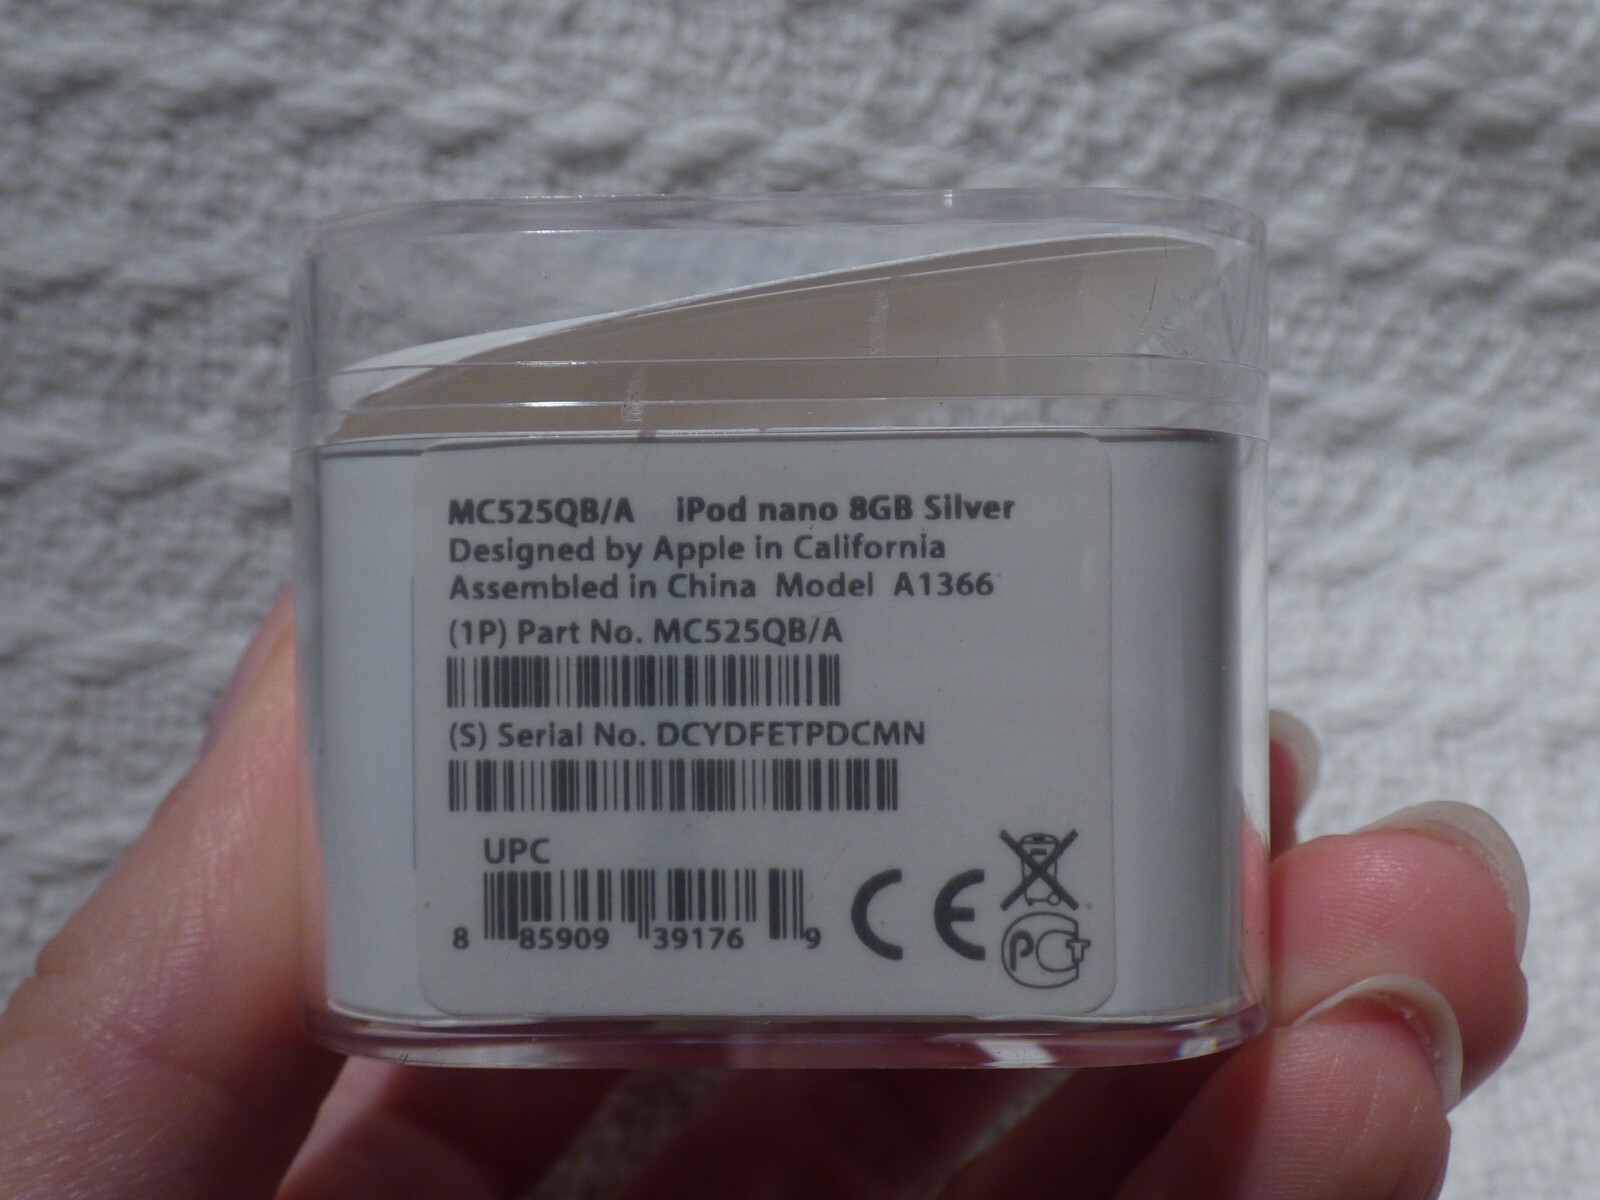 MC525QB/A iPod nano 8GB Silver
Designed by Apple in California
Assembled in China Model A1366
(1P) Part No. MC525QB/A
(S) Serial No. DCYDFETPDCMN
UPC
8 85909 39176 9
CE
PCT